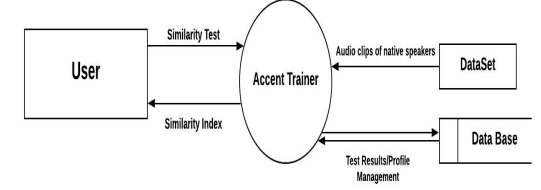 Similarity Test
User
Similarity Index
Accent Trainer
Audio clips of native speakers
DataSet
Data Base
Test Results/Profile
Management